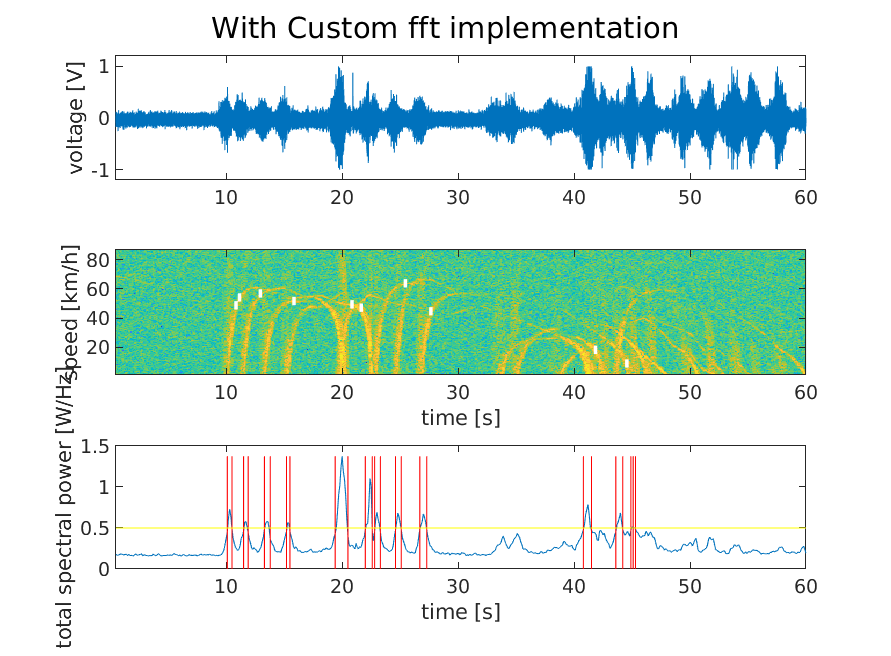 With Custom fft implementation
voltage [V]
1
0
-1
10 20 30 40 50 60
speed [km/h]
80
60
40
20
10 20 30 40 50 60
time [s]
total spectral power [W/Hz]
1.5
1
0.5
0
10 20 30 40 50 60
time [s]